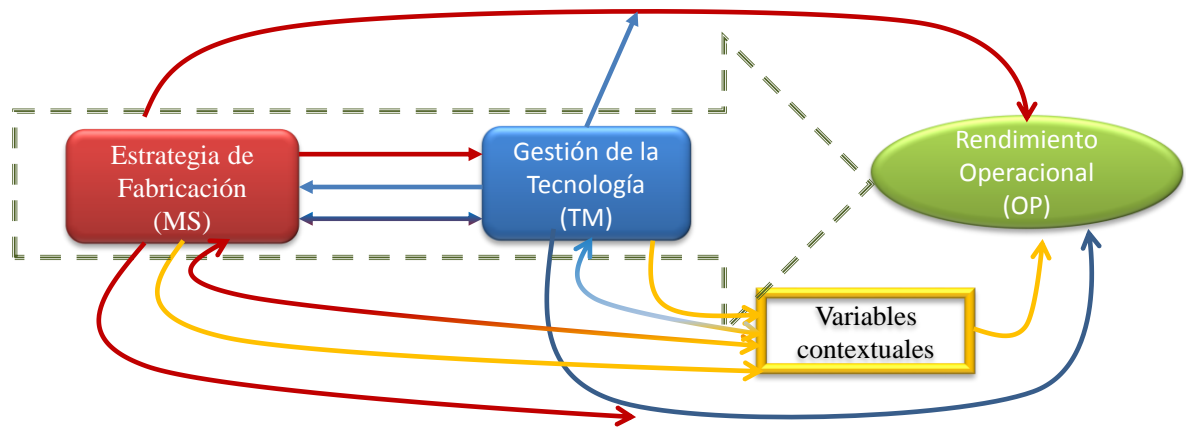 Estrategia de
Fabricación
(MS)
Gestión de la
Tecnología
(TM)
Rendimiento
Operacional
(OP)
Variables
contextuales